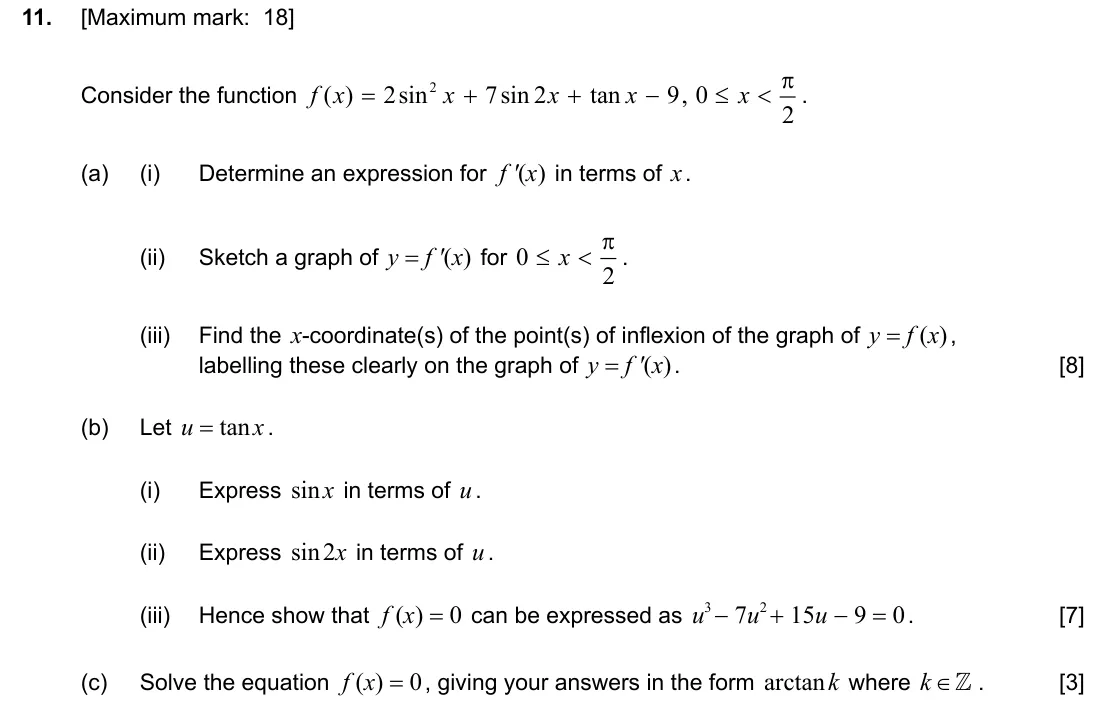 11. [Maximum mark: 18]
Consider the function f(x) = 2 sin² x + 7 sin 2x + tan x − 9, 0 ≤ x < π/2.
(a) (i) Determine an expression for f′(x) in terms of x.
(ii) Sketch a graph of y = f′(x) for 0 ≤ x < π/2.
(iii) Find the x-coordinate(s) of the point(s) of inflexion of the graph of y = f(x),
labelling these clearly on the graph of y = f′(x). [8]
(b) Let u = tan x.
(i) Express sin x in terms of u.
(ii) Express sin 2x in terms of u.
(iii) Hence show that f(x) = 0 can be expressed as u³ − 7u² + 15u − 9 = 0. [7]
(c) Solve the equation f(x) = 0, giving your answers in the form arctan k where k ∈ ℤ. [3]